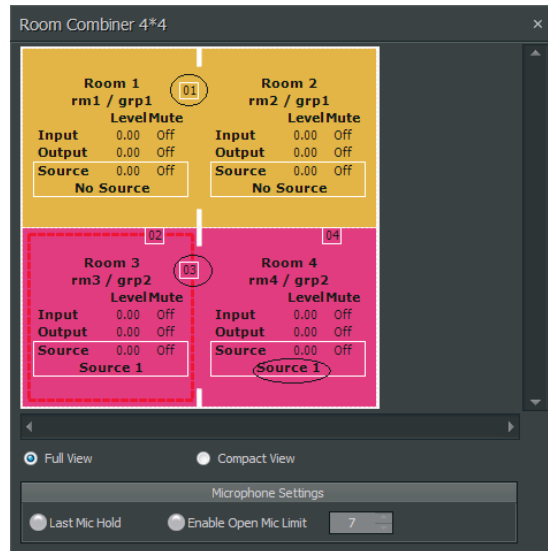 Room Combiner 4*4 ×
Room 1 01 Room 2
rm1 / grp1 rm2 / grp1
Level Mute Level Mute
Input 0.00 Off Input 0.00 Off
Output 0.00 Off Output 0.00 Off
Source 0.00 Off Source 0.00 Off
No Source No Source
02 04
Room 3 03 Room 4
rm3 / grp2 rm4 / grp2
Level Mute Level Mute
Input 0.00 Off Input 0.00 Off
Output 0.00 Off Output 0.00 Off
Source 0.00 Off Source 0.00 Off
Source 1 Source 1
Full View Compact View
Microphone Settings
Last Mic Hold Enable Open Mic Limit 7